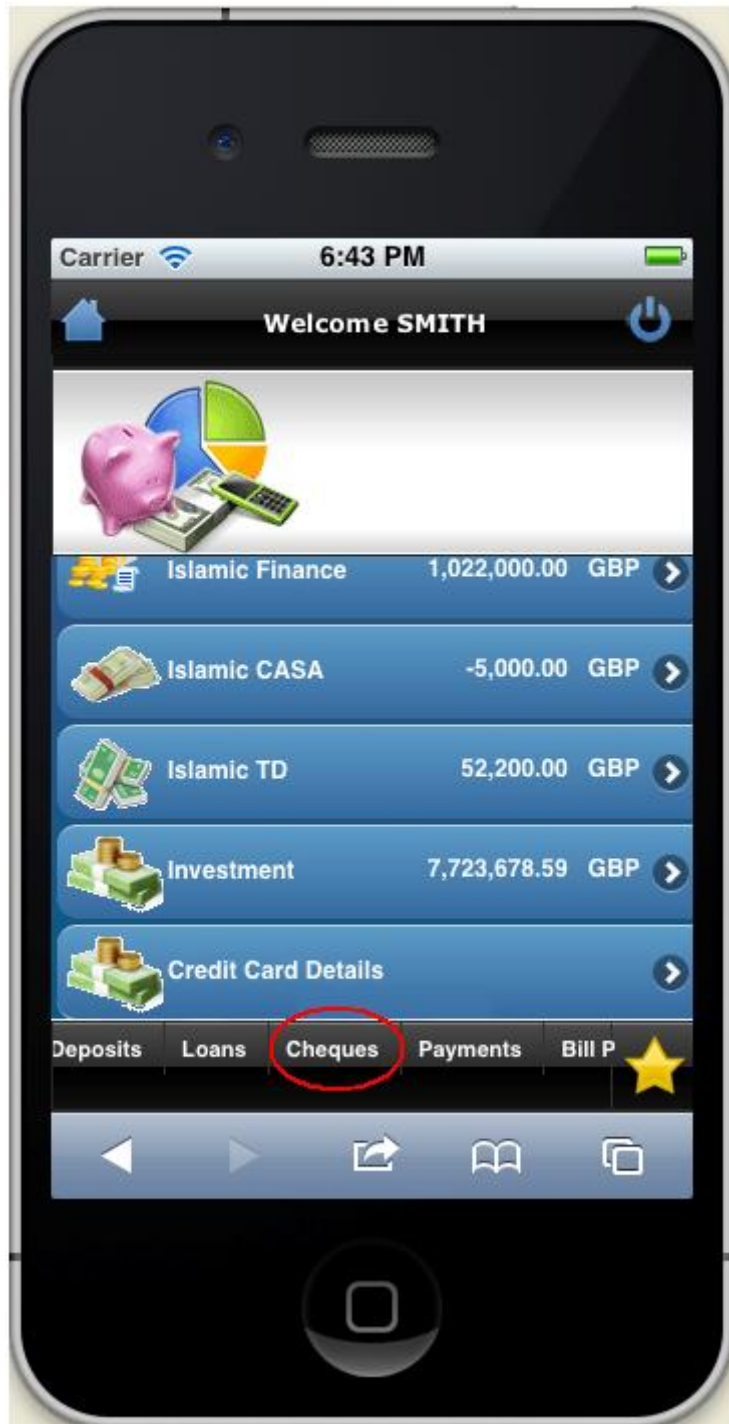 Carrier 6:43 PM
Welcome SMITH
Islamic Finance 1,022,000.00 GBP
Islamic CASA -5,000.00 GBP
Islamic TD 52,200.00 GBP
Investment 7,723,678.59 GBP
Credit Card Details
Deposits Loans Cheques Payments Bill P